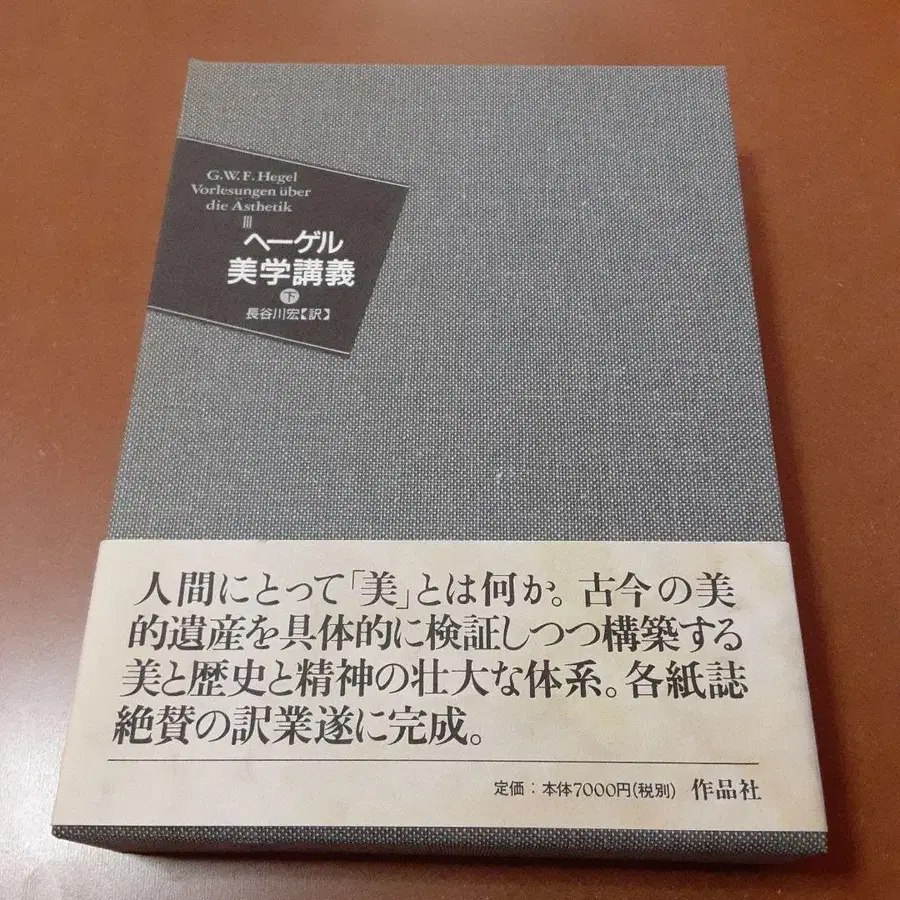 G.W.F. Hegel
Vorlesungen über
die Ästhetik
III
ヘーゲル
美学講義
下
長谷川宏【訳】
人間にとって「美」とは何か。古今の美
的遺産を具体的に検証しつつ構築する
美と歴史と精神の壮大な体系。各紙誌
絶賛の訳業遂に完成。
定価：本体7000円(税別) 作品社